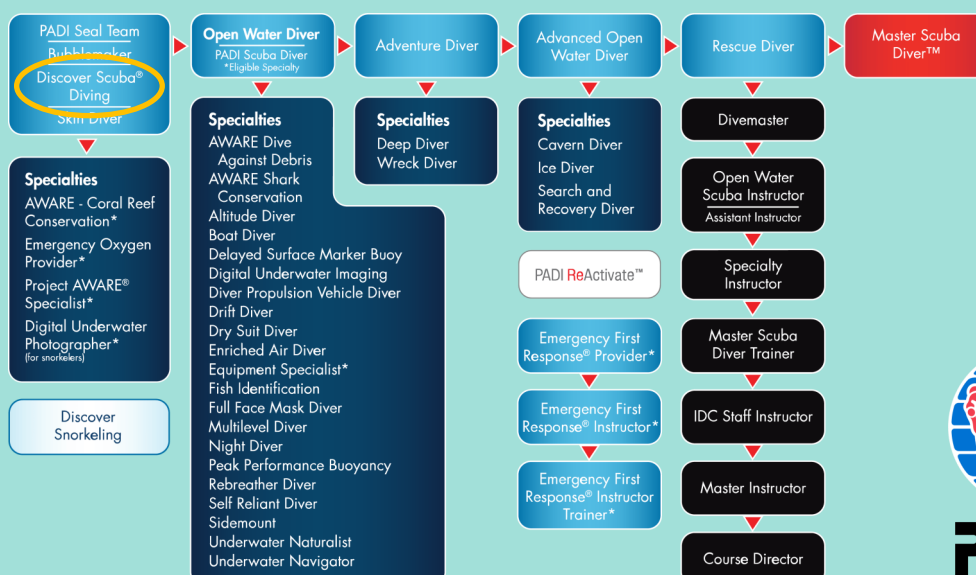 PADI Seal Team
Bubblemaker
Discover Scuba®
Diving
Skin Diver
Open Water Diver
PADI Scuba Diver
*Eligible Specialty
Adventure Diver
Advanced Open
Water Diver
Rescue Diver
Master Scuba
Diver™
Specialties
AWARE - Coral Reef
Conservation*
Emergency Oxygen
Provider*
Project AWARE®
Specialist*
Digital Underwater
Photographer*
(for snorkelers)
Discover
Snorkeling
Specialties
AWARE Dive
Against Debris
AWARE Shark
Conservation
Altitude Diver
Boat Diver
Delayed Surface Marker Buoy
Digital Underwater Imaging
Diver Propulsion Vehicle Diver
Drift Diver
Dry Suit Diver
Enriched Air Diver
Equipment Specialist*
Fish Identification
Full Face Mask Diver
Multilevel Diver
Night Diver
Peak Performance Buoyancy
Rebreather Diver
Self Reliant Diver
Sidemount
Underwater Naturalist
Underwater Navigator
Specialties
Deep Diver
Wreck Diver
Specialties
Cavern Diver
Ice Diver
Search and
Recovery Diver
PADI ReActivate™
Emergency First
Response® Provider*
Emergency First
Response® Instructor*
Emergency First
Response® Instructor
Trainer*
Divemaster
Open Water
Scuba Instructor
Assistant Instructor
Specialty
Instructor
Master Scuba
Diver Trainer
IDC Staff Instructor
Master Instructor
Course Director